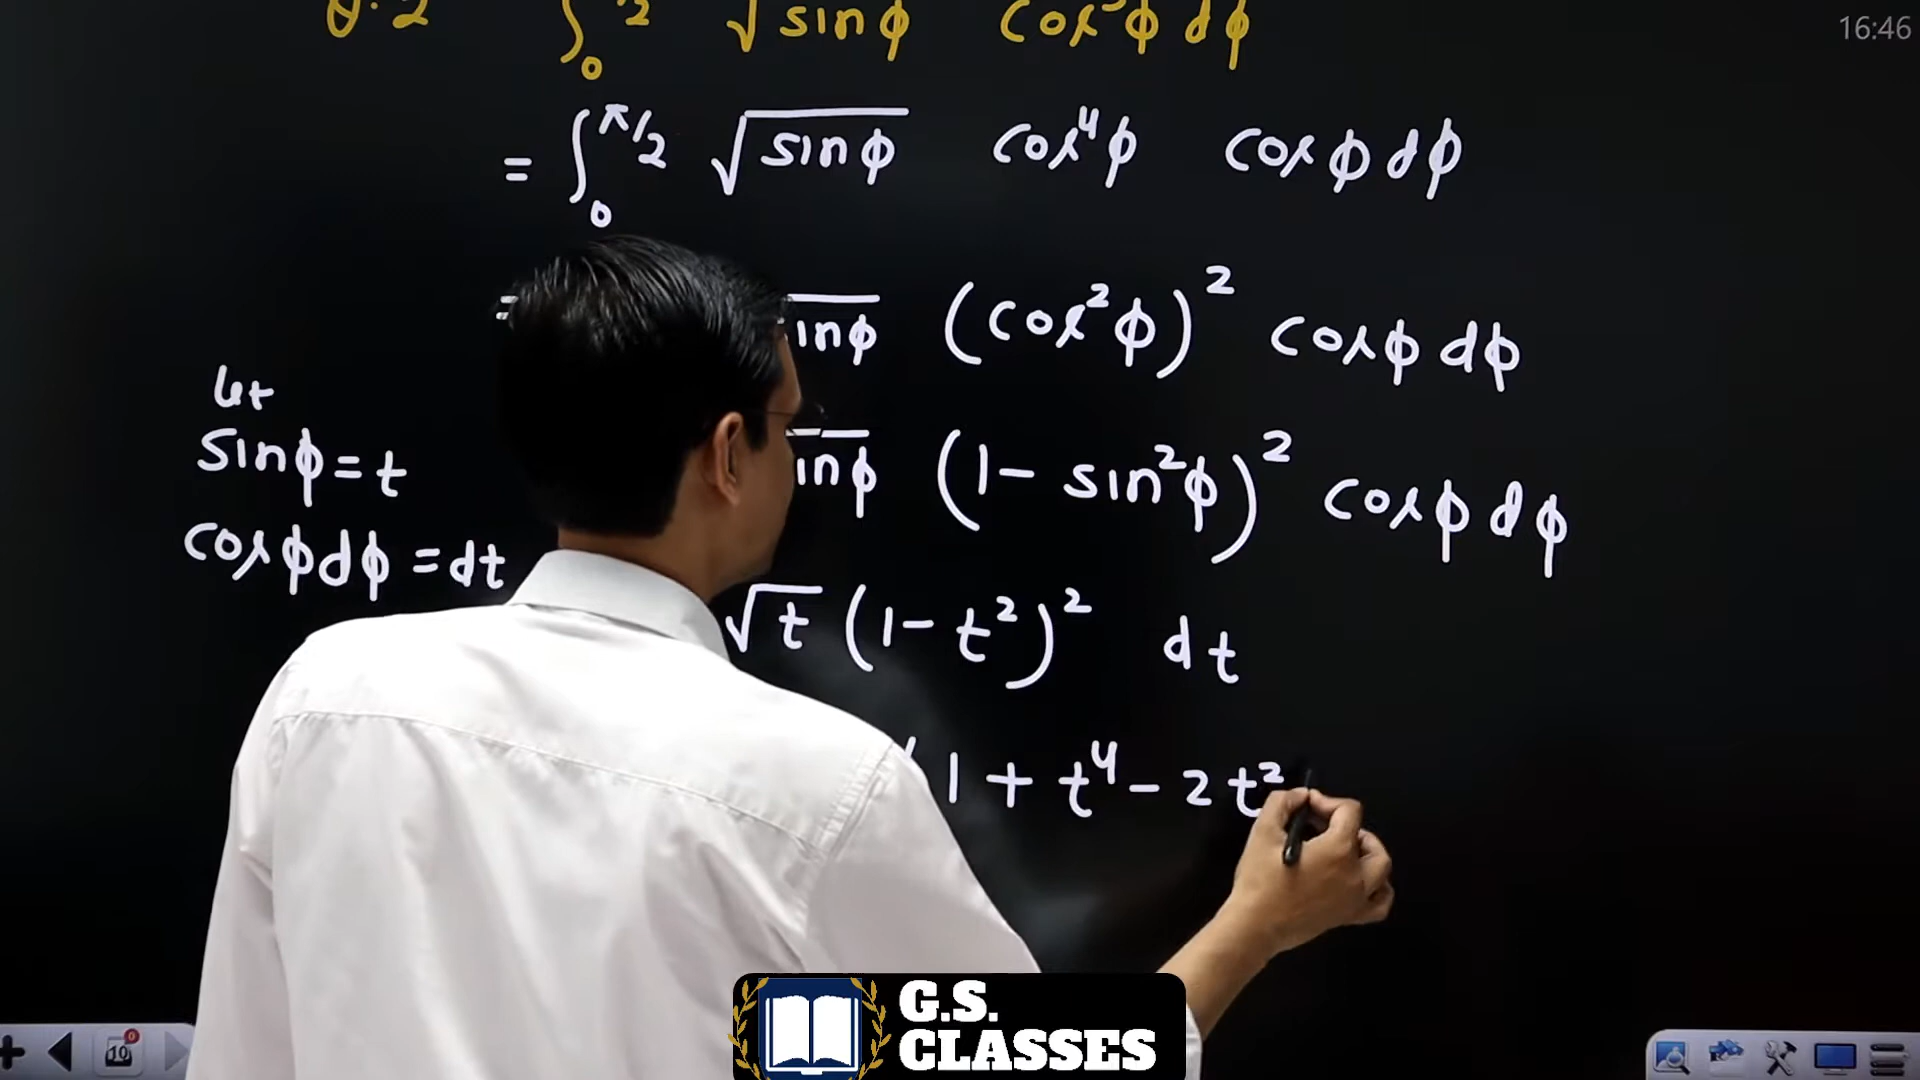 16:46
Q.2 ∫₀ /2 √sinϕ cos⁵ϕ dϕ
= ∫₀^π/2 √sinϕ cos⁴ϕ cosϕ dϕ
= inϕ (cos²ϕ)² cosϕ dϕ
inϕ (1 - sin²ϕ)² cosϕ dϕ
let
sinϕ = t
cosϕ dϕ = dt
√t (1 - t²)² dt
1 + t⁴ - 2t²
G.S.
CLASSES
10
0